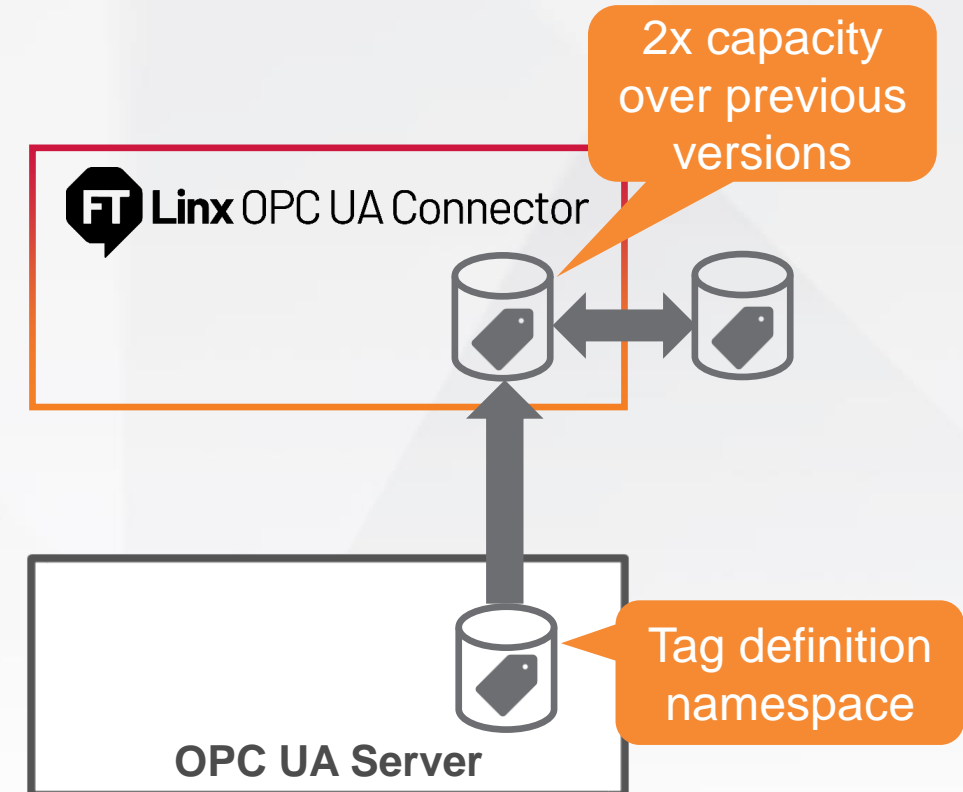 2x capacity
over previous
versions
FT Linx OPC UA Connector
Tag definition
namespace
OPC UA Server